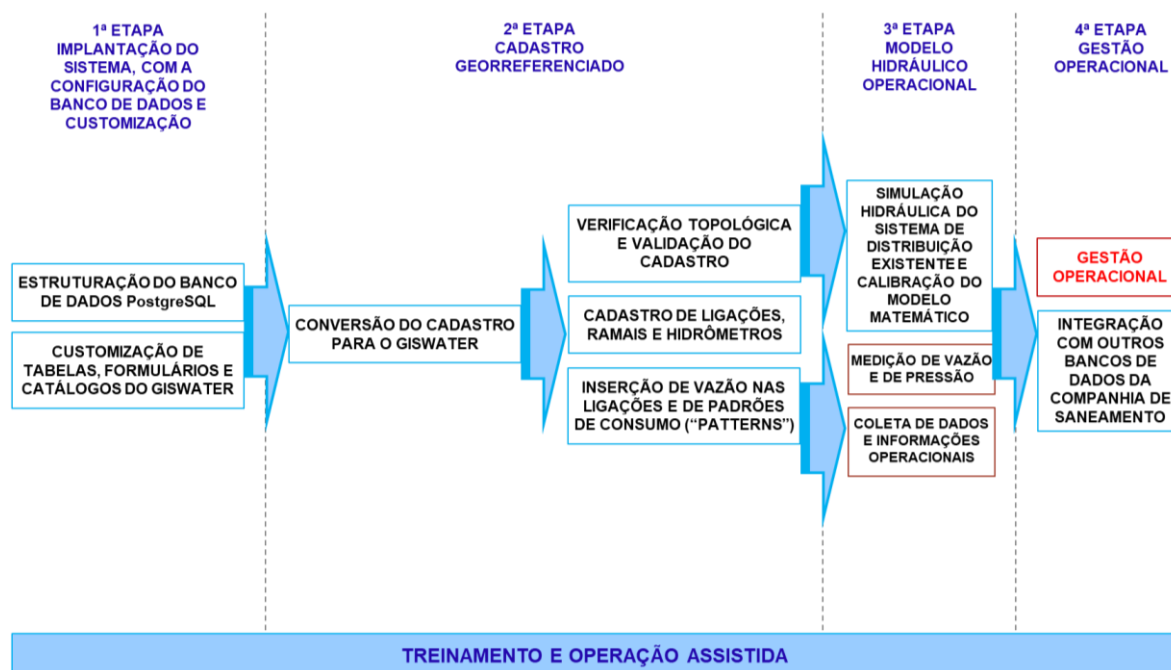 1ª ETAPA
IMPLANTAÇÃO DO
SISTEMA, COM A
CONFIGURAÇÃO DO
BANCO DE DADOS E
CUSTOMIZAÇÃO
2ª ETAPA
CADASTRO
GEORREFERENCIADO
3ª ETAPA
MODELO
HIDRÁULICO
OPERACIONAL
4ª ETAPA
GESTÃO
OPERACIONAL
ESTRUTURAÇÃO DO BANCO
DE DADOS PostgreSQL
CUSTOMIZAÇÃO DE
TABELAS, FORMULÁRIOS E
CATÁLOGOS DO GISWATER
CONVERSÃO DO CADASTRO
PARA O GISWATER
VERIFICAÇÃO TOPOLÓGICA
E VALIDAÇÃO DO
CADASTRO
CADASTRO DE LIGAÇÕES,
RAMAIS E HIDRÔMETROS
INSERÇÃO DE VAZÃO NAS
LIGAÇÕES E DE PADRÕES
DE CONSUMO (“PATTERNS”)
SIMULAÇÃO
HIDRÁULICA DO
SISTEMA DE
DISTRIBUIÇÃO
EXISTENTE E
CALIBRAÇÃO DO
MODELO
MATEMÁTICO
MEDIÇÃO DE VAZÃO
E DE PRESSÃO
COLETA DE DADOS
E INFORMAÇÕES
OPERACIONAIS
GESTÃO
OPERACIONAL
INTEGRAÇÃO
COM OUTROS
BANCOS DE
DADOS DA
COMPANHIA DE
SANEAMENTO
TREINAMENTO E OPERAÇÃO ASSISTIDA